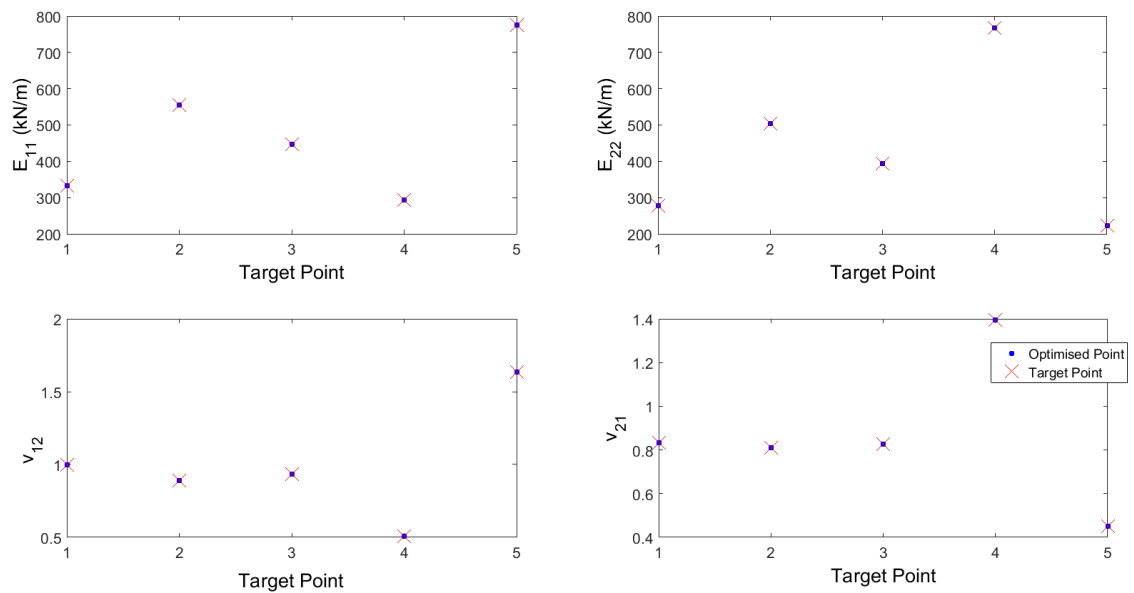 800
700
600
500
400
300
200
E11 (kN/m)
1 2 3 4 5
Target Point
800
700
600
500
400
300
200
E22 (kN/m)
1 2 3 4 5
Target Point
2
1.5
1
0.5
v12
1 2 3 4 5
Target Point
1.4
1.2
1
0.8
0.6
0.4
v21
Optimised Point
Target Point
1 2 3 4 5
Target Point